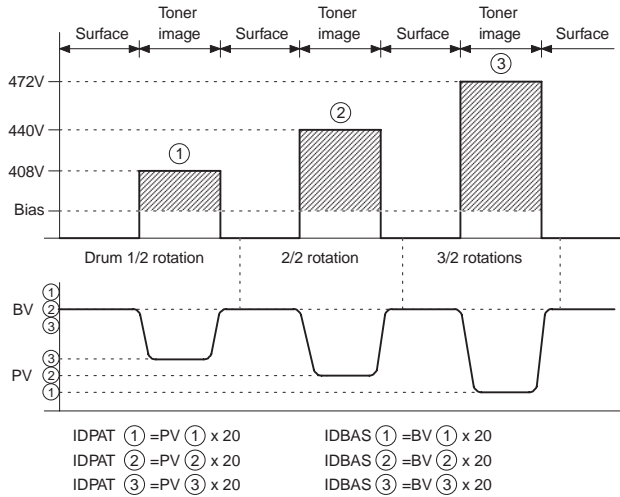 Toner Toner Toner
Surface image Surface image Surface image Surface
472V
③
440V
②
408V
①
Bias
Drum 1/2 rotation 2/2 rotation 3/2 rotations
①
BV ②
③
③
PV ②
①
IDPAT ① =PV ① x 20 IDBAS ① =BV ① x 20
IDPAT ② =PV ② x 20 IDBAS ② =BV ② x 20
IDPAT ③ =PV ③ x 20 IDBAS ③ =BV ③ x 20